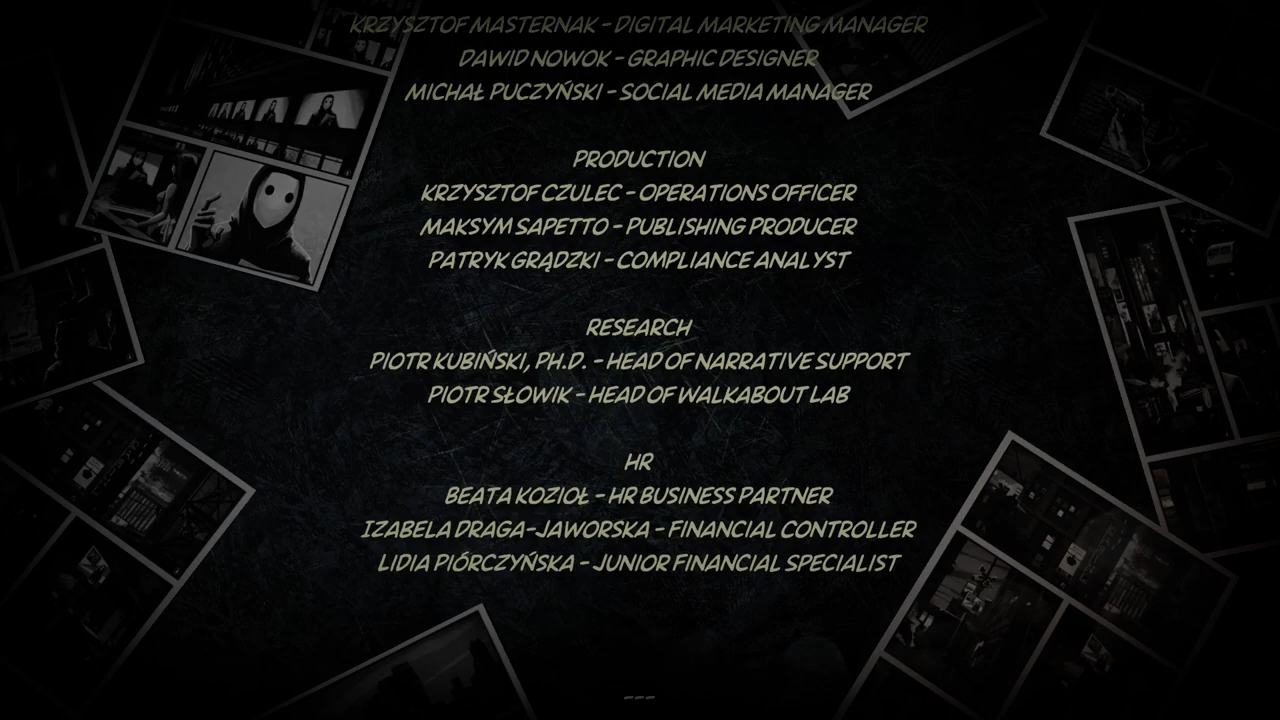 KRZYSZTOF MASTERNAK - DIGITAL MARKETING MANAGER
DAWID NOWOK - GRAPHIC DESIGNER
MICHAŁ PUCZYŃSKI - SOCIAL MEDIA MANAGER
PRODUCTION
KRZYSZTOF CZULEC - OPERATIONS OFFICER
MAKSYM SAPETTO - PUBLISHING PRODUCER
PATRYK GRĄDZKI - COMPLIANCE ANALYST
RESEARCH
PIOTR KUBIŃSKI, PH.D. - HEAD OF NARRATIVE SUPPORT
PIOTR SŁOWIK - HEAD OF WALKABOUT LAB
HR
BEATA KOZIOŁ - HR BUSINESS PARTNER
IZABELA DRAGA-JAWORSKA - FINANCIAL CONTROLLER
LIDIA PIÓRCZYŃSKA - JUNIOR FINANCIAL SPECIALIST
---